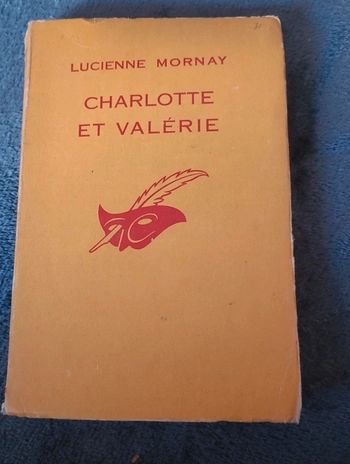 LUCIENNE MORNAY
CHARLOTTE
ET VALÉRIE